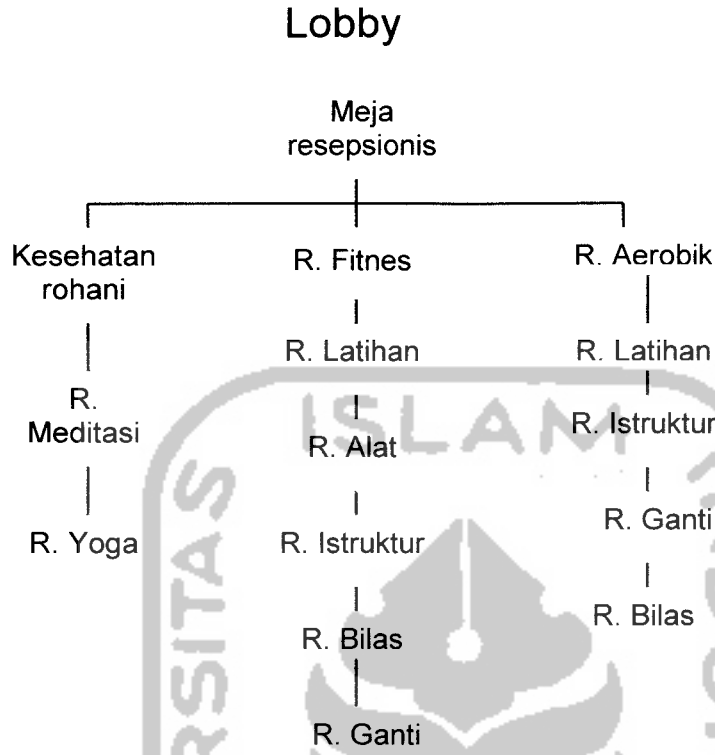 Lobby
Meja
resepsionis
Kesehatan
rohani
R. Fitnes
R. Aerobik
R. Latihan
R. Latihan
R.
Meditasi
R. Alat
R. Istruktur
R. Yoga
R. Istruktur
R. Ganti
R. Bilas
R. Bilas
R. Ganti
ISLAM
RSITAS